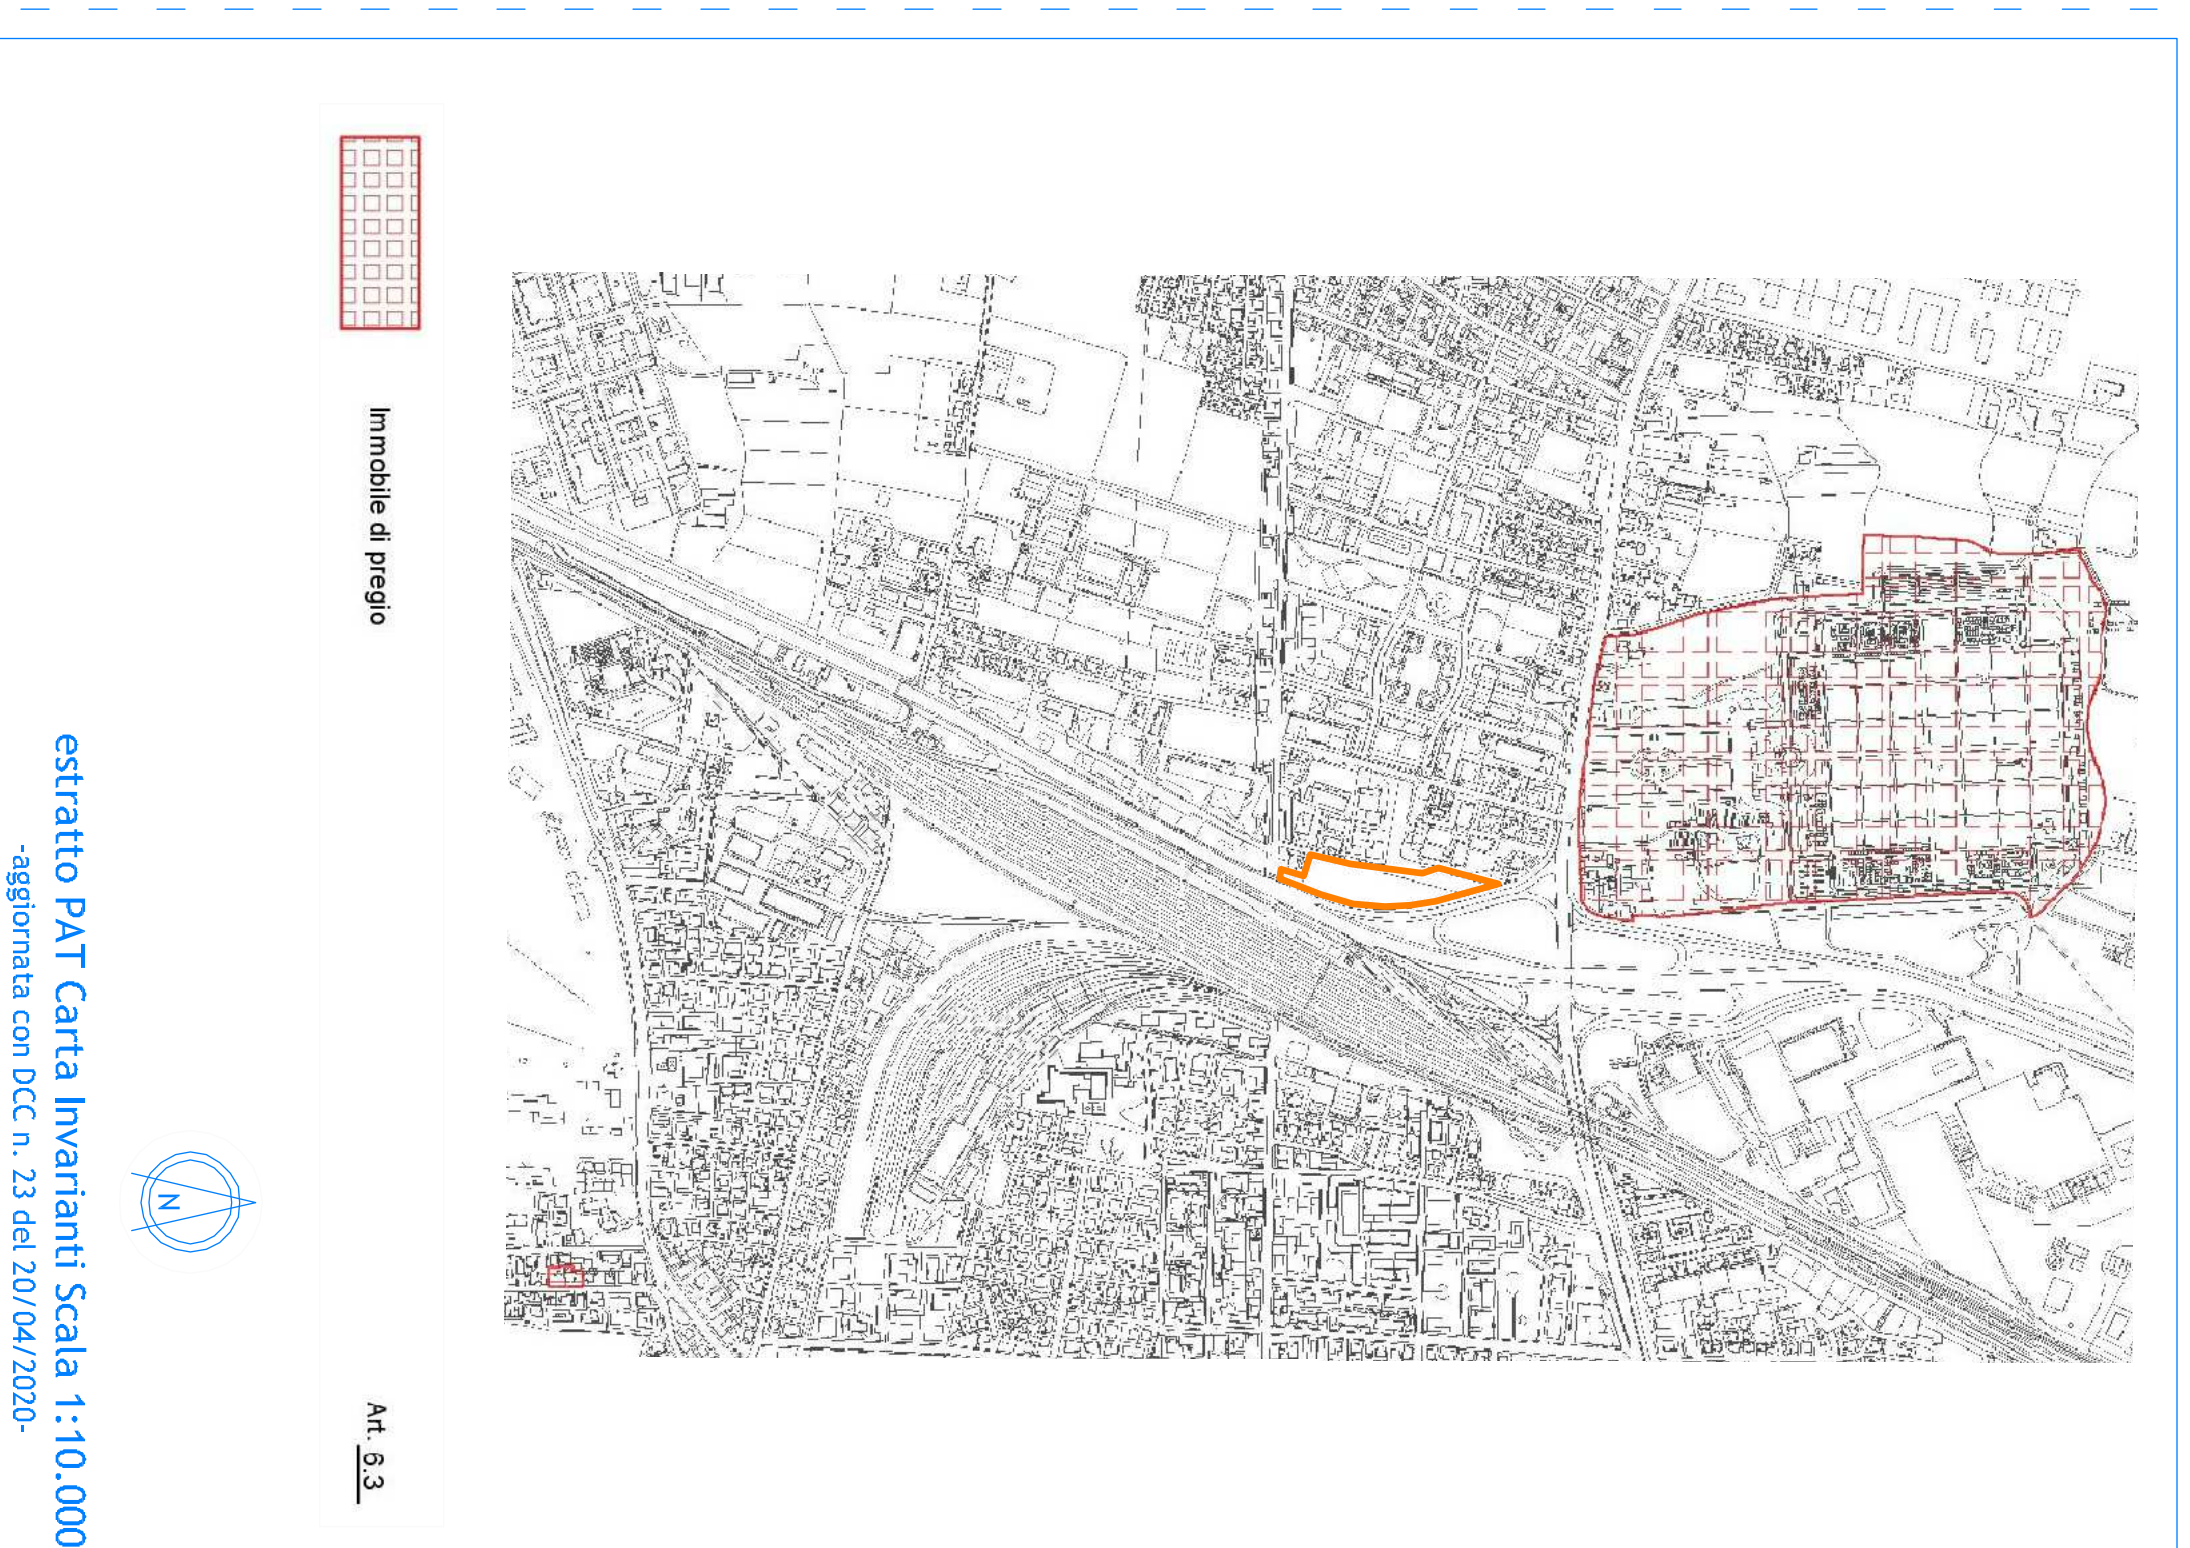 Immobile di pregio
Art. 6.3
N
estratto PAT Carta Invarianti Scala 1:10.000
-aggiornata con DCC n. 23 del 20/04/2020-